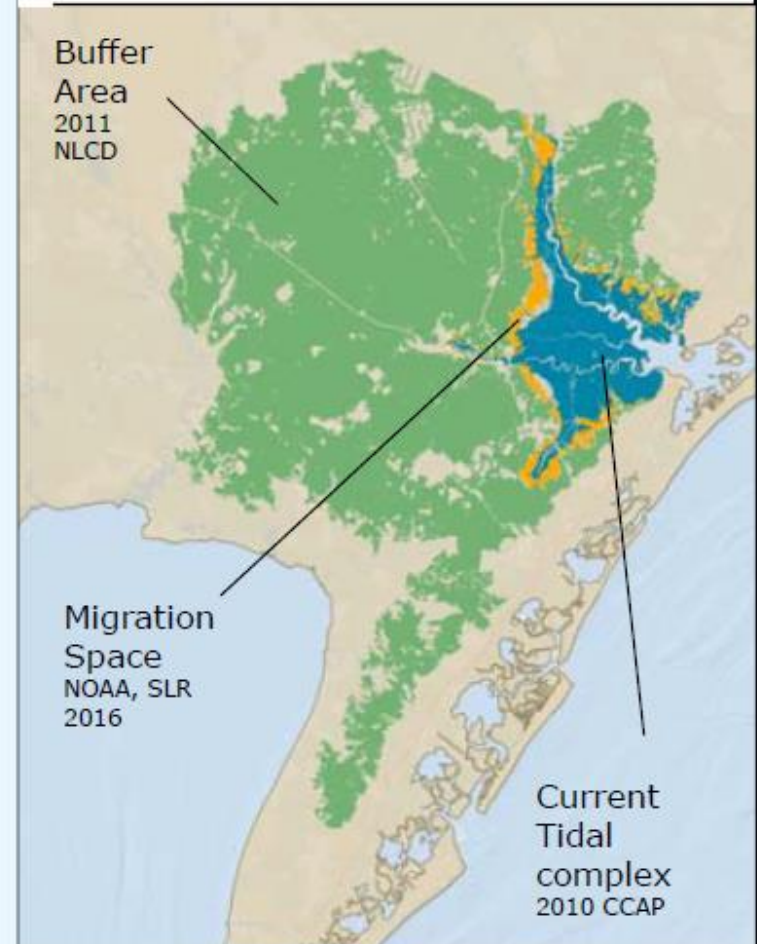 Buffer
Area
2011
NLCD
Migration
Space
NOAA, SLR
2016
Current
Tidal
complex
2010 CCAP